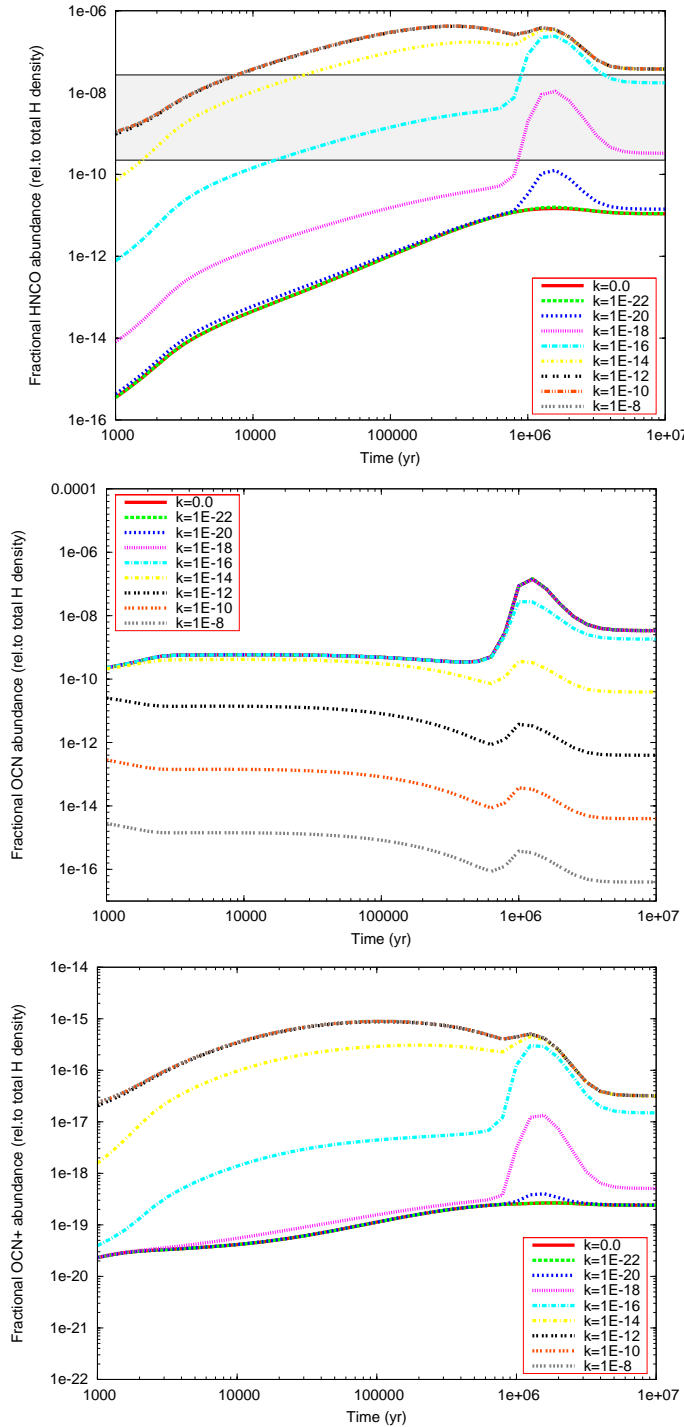 Fractional HNCO abundance (rel.to total H density)
1e-06
1e-08
1e-10
1e-12
1e-14
1e-16
k=0.0
k=1E-22
k=1E-20
k=1E-18
k=1E-16
k=1E-14
k=1E-12
k=1E-10
k=1E-8
1000
10000
100000
1e+06
1e+07
Time (yr)
Fractional OCN abundance (rel.to total H density)
0.0001
1e-06
1e-08
1e-10
1e-12
1e-14
1e-16
k=0.0
k=1E-22
k=1E-20
k=1E-18
k=1E-16
k=1E-14
k=1E-12
k=1E-10
k=1E-8
1000
10000
100000
1e+06
1e+07
Time (yr)
Fractional OCN+ abundance (rel.to total H density)
1e-14
1e-15
1e-16
1e-17
1e-18
1e-19
1e-20
1e-21
1e-22
k=0.0
k=1E-22
k=1E-20
k=1E-18
k=1E-16
k=1E-14
k=1E-12
k=1E-10
k=1E-8
1000
10000
100000
1e+06
1e+07
Time (yr)